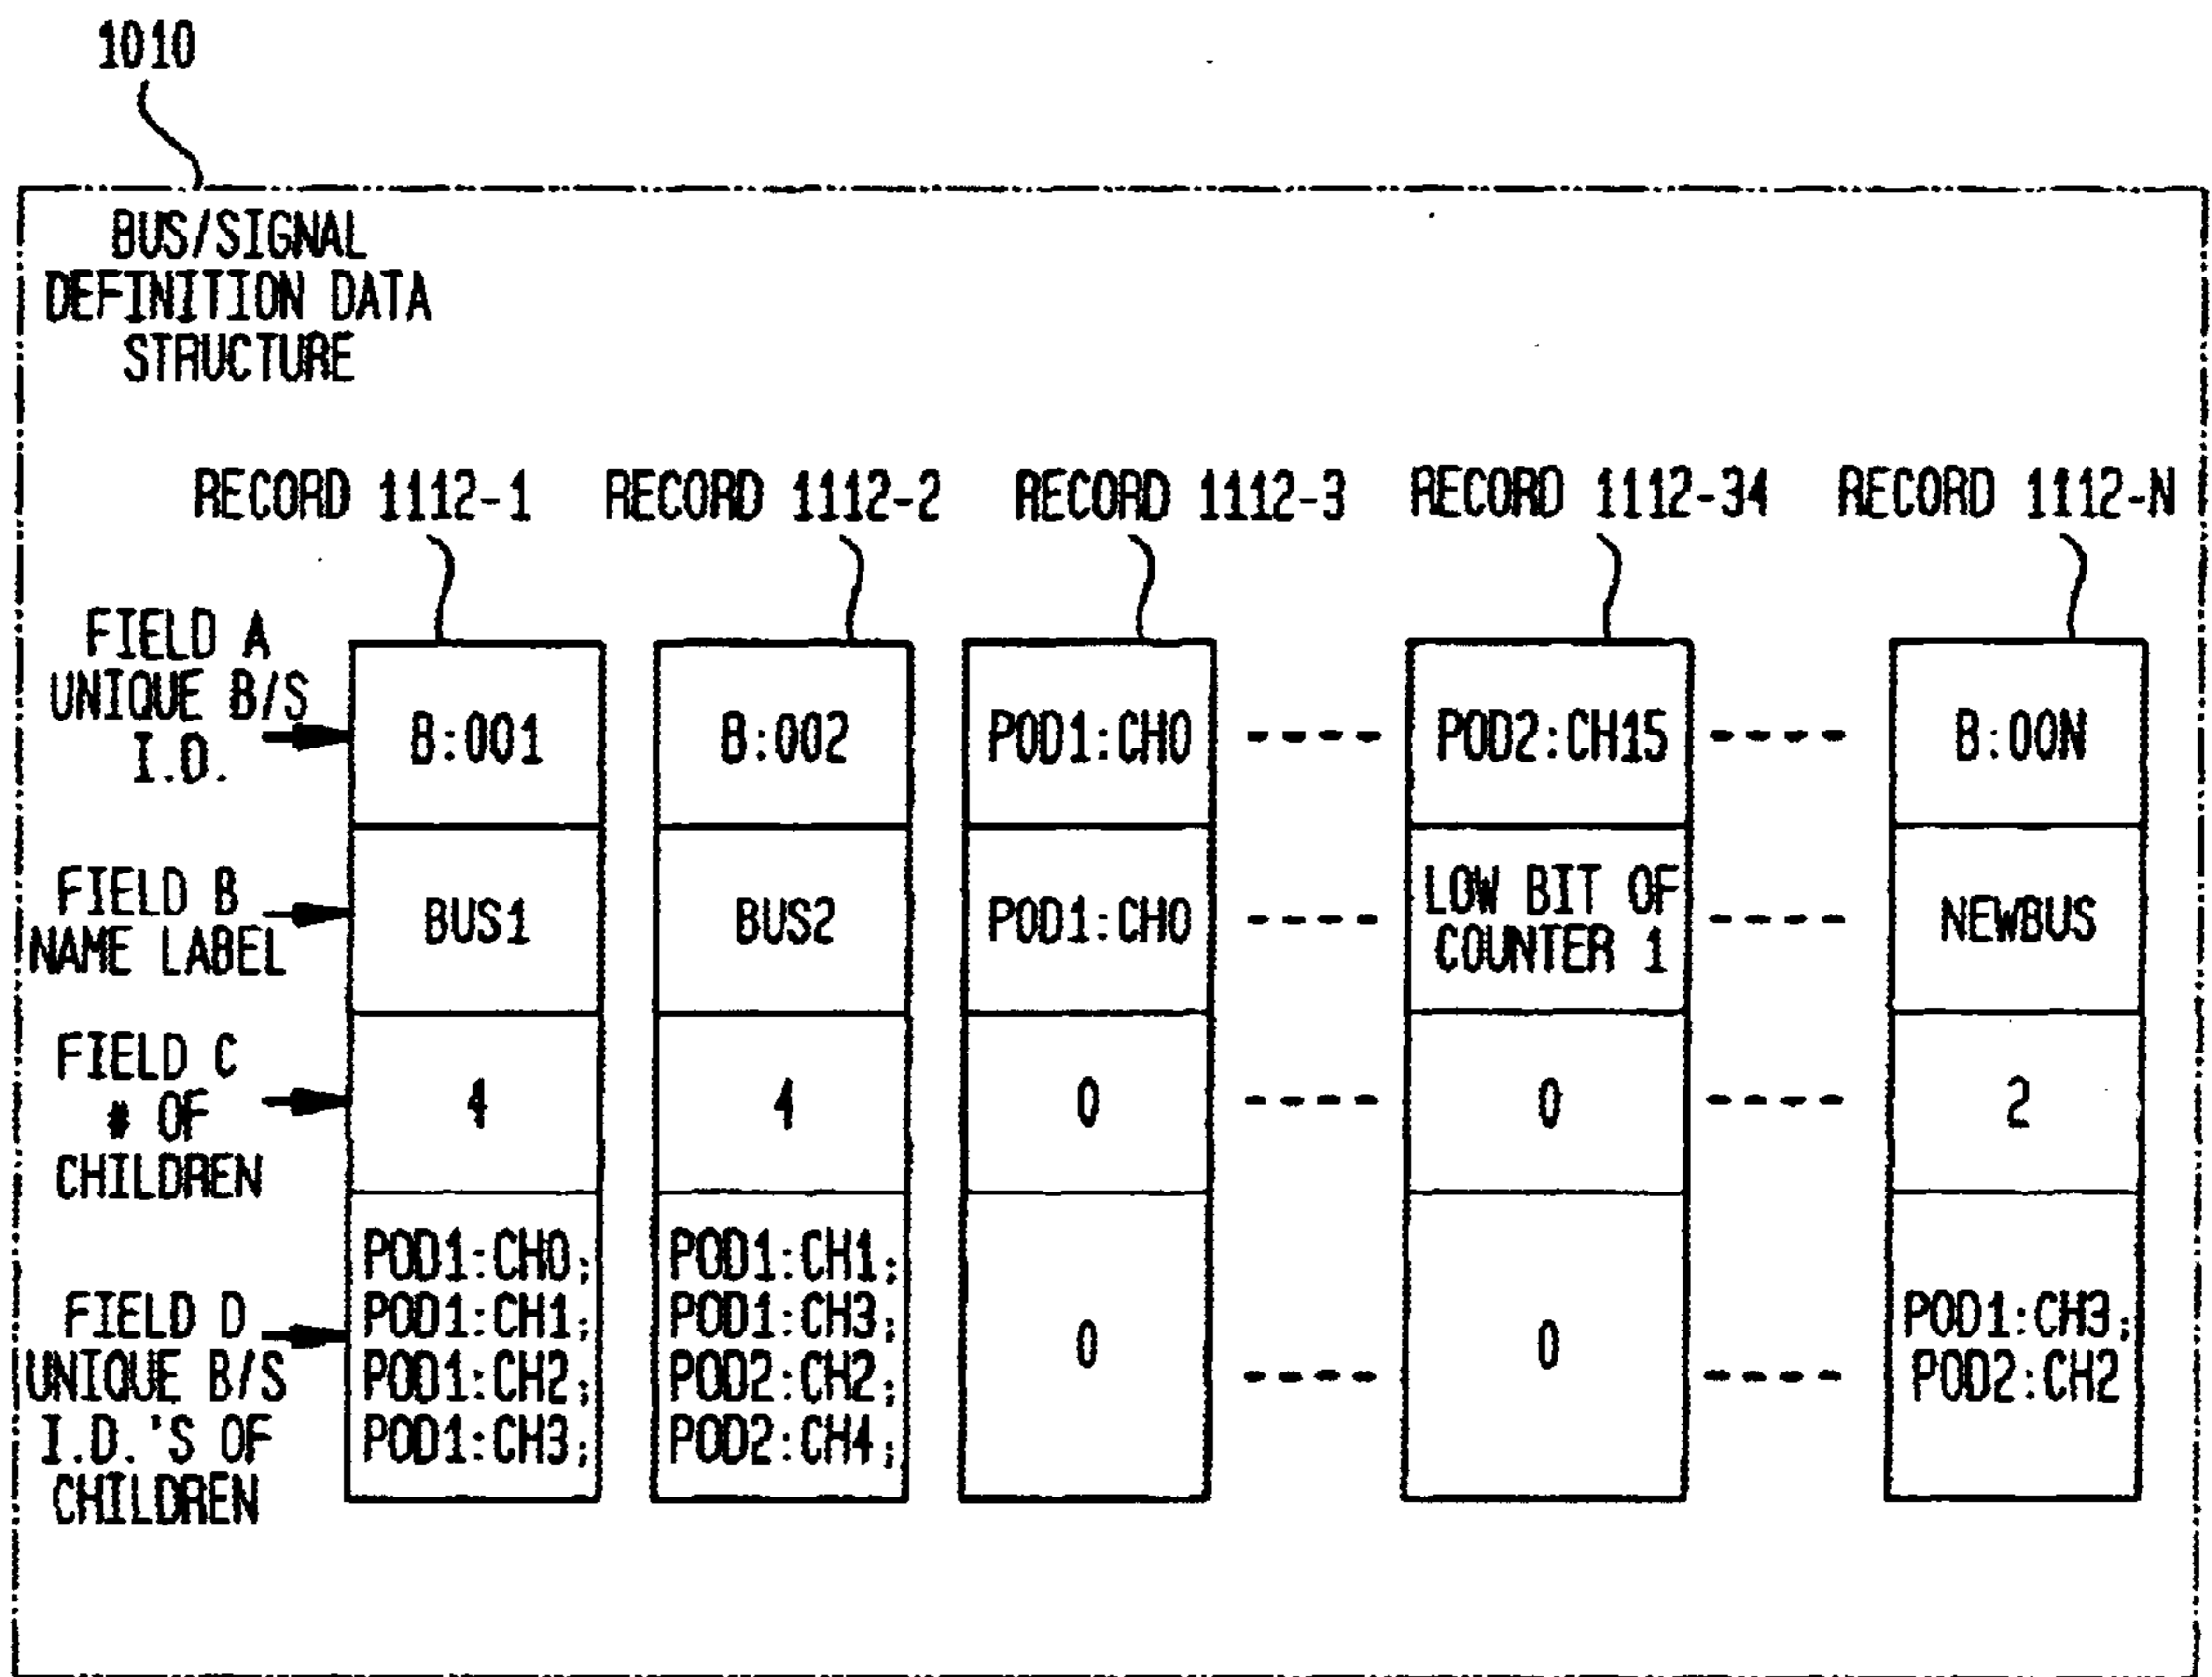 1010
BUS/SIGNAL
DEFINITION DATA
STRUCTURE
RECORD 1112-1 RECORD 1112-2 RECORD 1112-3 RECORD 1112-34 RECORD 1112-N
FIELD A
UNIQUE B/S
I.D.
B:001 B:002 POD1:CH0 POD2:CH15 B:00N
FIELD B
NAME LABEL
BUS1 BUS2 POD1:CH0 LOW BIT OF
COUNTER 1
NEWBUS
FIELD C
# OF
CHILDREN
4 4 0 0 2
FIELD D
UNIQUE B/S
I.D.'S OF
CHILDREN
POD1:CH0;
POD1:CH1;
POD1:CH2;
POD1:CH3;
POD1:CH1;
POD1:CH3;
POD2:CH2;
POD2:CH4;
0
0
POD1:CH3;
POD2:CH2